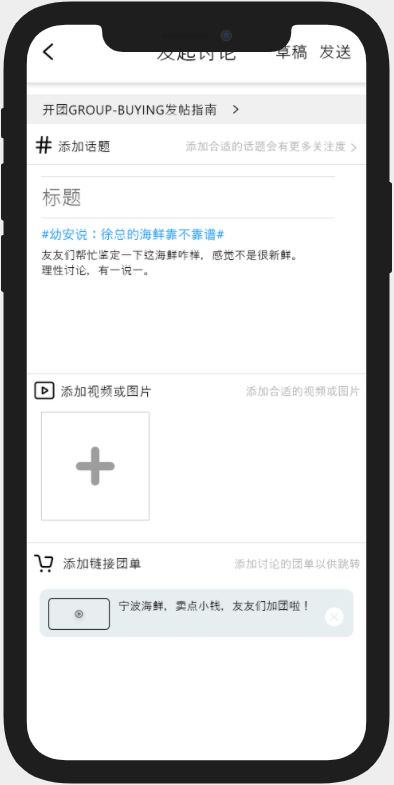 发起讨论 草稿 发送
开团GROUP-BUYING发帖指南 >
# 添加话题 添加合适的话题会有更多关注度 >
标题
#幼安说：徐总的海鲜靠不靠谱#
友友们帮忙鉴定一下这海鲜咋样，感觉不是很新鲜。
理性讨论，有一说一。
添加视频或图片 添加合适的视频或图片
添加链接团单 添加讨论的团单以供跳转
宁波海鲜，卖点小钱，友友们加团啦！